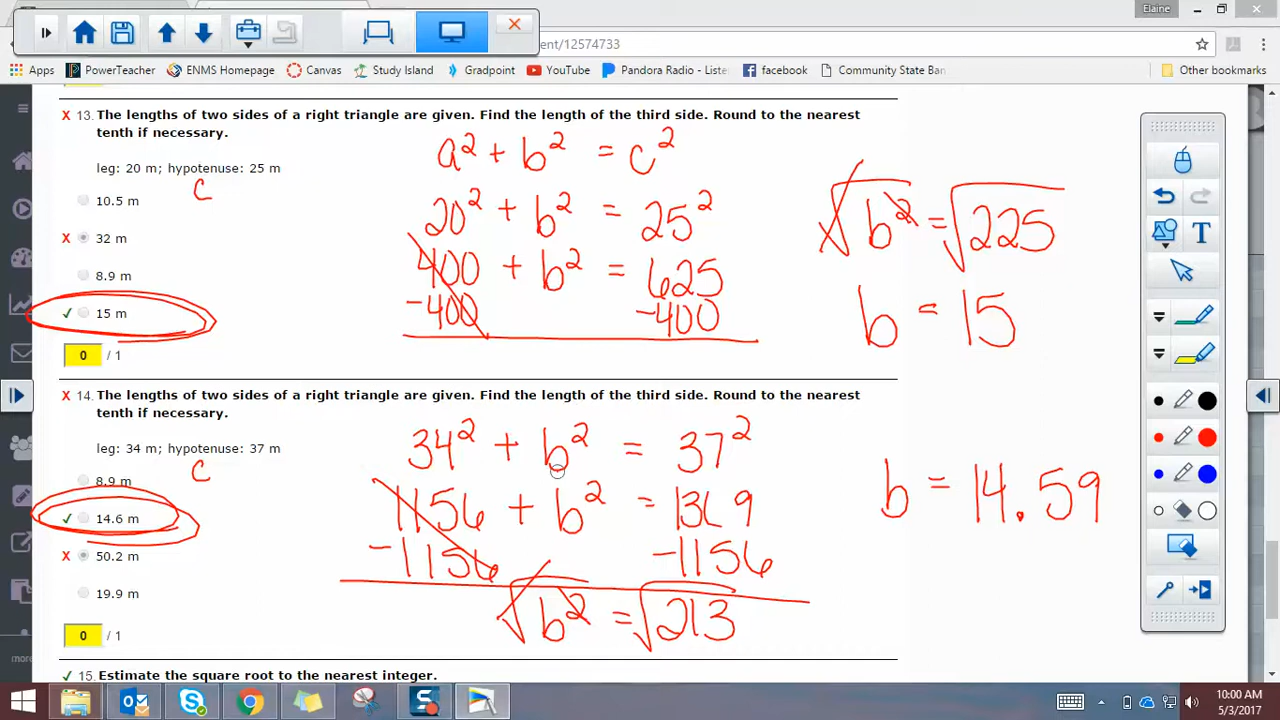 Elaine
ent/12574733
Apps PowerTeacher ENMS Homepage Canvas Study Island Gradpoint YouTube Pandora Radio - Liste facebook Community State Ban Other bookmarks
X 13. The lengths of two sides of a right triangle are given. Find the length of the third side. Round to the nearest
tenth if necessary.
leg: 20 m; hypotenuse: 25 m
C
10.5 m
X 32 m
8.9 m
✓ 15 m
0 / 1
a² + b² = c²
20² + b² = 25²
400 + b² = 625
-400 -400
√b² = √225
b = 15
X 14. The lengths of two sides of a right triangle are given. Find the length of the third side. Round to the nearest
tenth if necessary.
leg: 34 m; hypotenuse: 37 m
C
8.9 m
✓ 14.6 m
X 50.2 m
19.9 m
0 / 1
34² + b² = 37²
1156 + b² = 1369
-1156 -1156
√b² = √213
b = 14.59
✓ 15. Estimate the square root to the nearest integer.
more
T
10:00 AM
5/3/2017